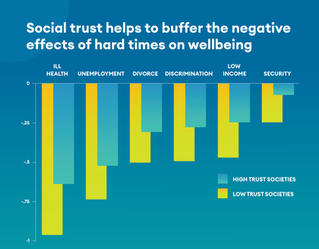 Social trust helps to buffer the negative
effects of hard times on wellbeing
ILL
HEALTH
UNEMPLOYMENT
DIVORCE
DISCRIMINATION
LOW
INCOME
SECURITY
0
-.25
-.5
-.75
-1
HIGH TRUST SOCIETIES
LOW TRUST SOCIETIES